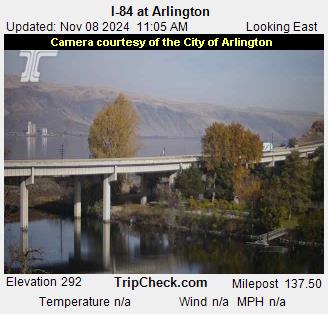 I-84 at Arlington
Updated: Nov 08 2024 11:05 AM Looking East
Camera courtesy of the City of Arlington
Elevation 292 TripCheck.com Milepost 137.50
Temperature n/a Wind n/a MPH n/a